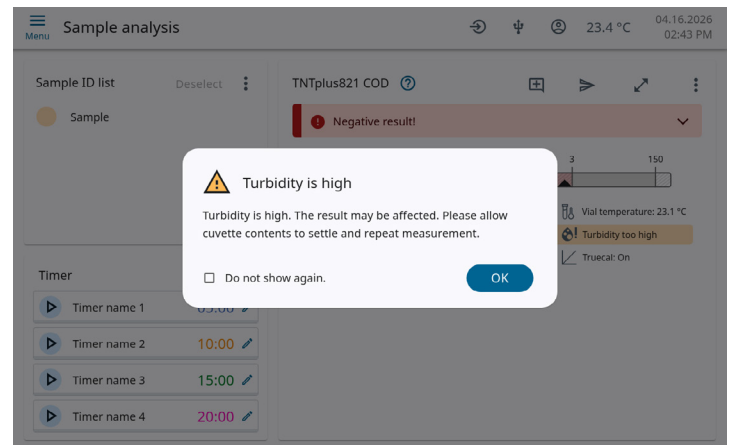 Menu
Sample analysis
23.4 °C
04.16.2026
02:43 PM
Sample ID list
Deselect
Sample
TNTplus821 COD
Negative result!
3
150
Vial temperature: 23.1 °C
Turbidity too high
Truecal: On
Turbidity is high
Turbidity is high. The result may be affected. Please allow
cuvette contents to settle and repeat measurement.
Do not show again.
OK
Timer
Timer name 1
Timer name 2
10:00
Timer name 3
15:00
Timer name 4
20:00